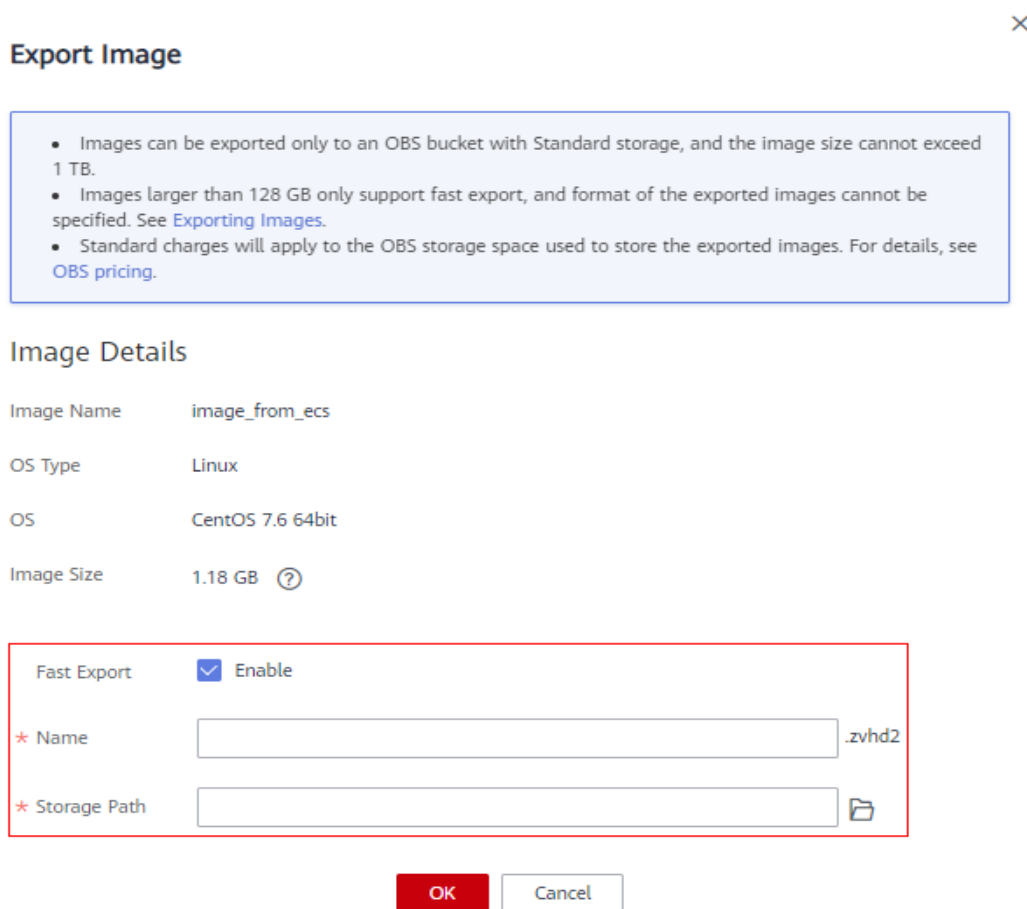 Export Image
• Images can be exported only to an OBS bucket with Standard storage, and the image size cannot exceed
1 TB.
• Images larger than 128 GB only support fast export, and format of the exported images cannot be
specified. See Exporting Images.
• Standard charges will apply to the OBS storage space used to store the exported images. For details, see
OBS pricing.
Image Details
Image Name image_from_ecs
OS Type Linux
OS CentOS 7.6 64bit
Image Size 1.18 GB ?
Fast Export Enable
* Name .zvhd2
* Storage Path
OK Cancel